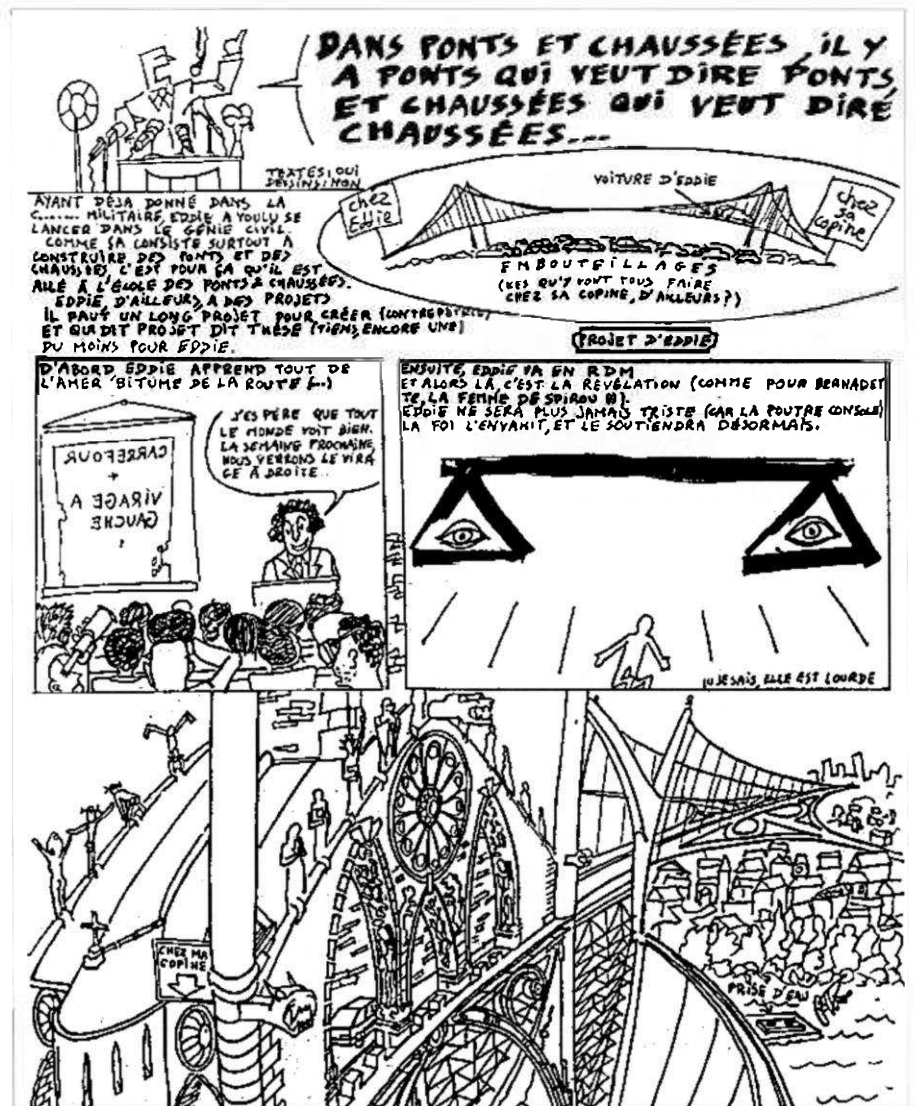 DANS PONTS ET CHAUSSÉES, iL Y
A PONTS QUI VEUT DIRE PONTS,
ET CHAUSSÉES QUI VEUT DIRE
CHAUSSÉES...
TEXTES: OUI
DESSINS: NON
AYANT DÉJA DONNÉ DANS LA
C....... MILITAIRE, EDDIE A VOULU SE
LANCER DANS LE GÉNIE CIVIL.
COMME ÇA CONSISTE SURTOUT A
CONSTRUIRE DES PONTS ET DES
CHAUSSÉES, C'EST POUR ÇA QU'IL EST
ALLÉ À L'ÉCOLE DES PONTS & CHAUSSÉES.
EDDIE, D'AILLEURS, A DES PROJETS
IL FAUT UN LONG PROJET POUR CRÉER (CONTREPÈTRIE)
ET QUI DIT PROJET DIT THÈSE (TIENS, ENCORE UNE)
DU MOINS POUR EDDIE.
chez
Eddie
VOITURE D'EDDIE
chez
sa
copine
EMBOUTEILLAGES
(KES QU'Y VONT TOUS FAIRE
CHEZ SA COPINE, D'AILLEURS?)
PROJET D'EDDIE
D'ABORD EDDIE APPREND TOUT DE
L'AMER BITUME DE LA ROUTE (...)
J'ESPÈRE QUE TOUT
LE MONDE VOIT BIEN.
LA SEMAINE PROCHAINE,
NOUS VERRONS LE VIRA
GE À DROITE...
CARREFOUR
+
VIRAGE A
GAUCHE
ENSUITE, EDDIE VA EN RDM
ET ALORS LÀ, C'EST LA RÉVÉLATION (COMME POUR BERNADET
TE, LA FEMME DE SPIROU
EDDIE NE SERA PLUS JAMAIS TRISTE (CAR LA POUTRE CONSOLE)
LA FOI L'ENVAHIT, ET LE SOUTIENDRA DÉSORMAIS.
JE SAIS, ELLE EST LOURDE
CHEZ MA
COPINE
PRISE D'EAU